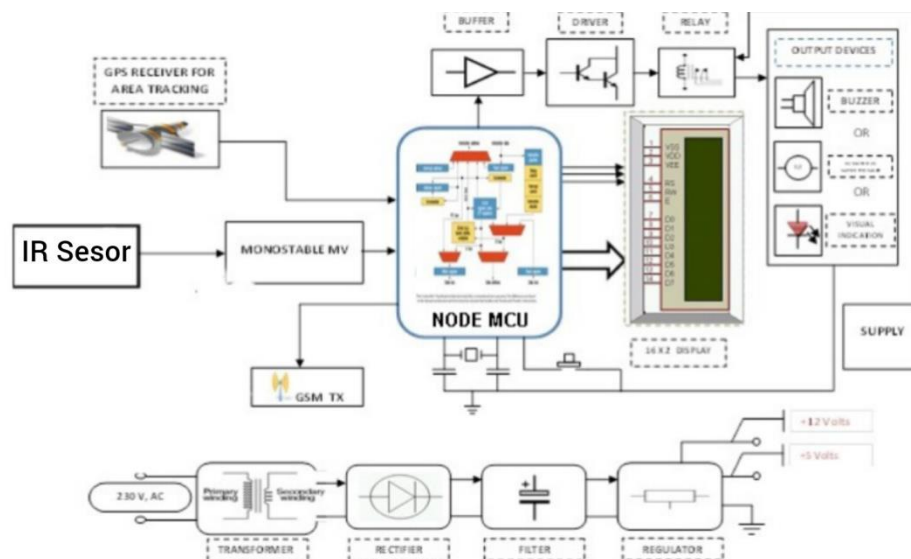 BUFFER
DRIVER
RELAY
GPS RECEIVER FOR
AREA TRACKING
OUTPUT DEVICES
BUZZER
OR
OR
VISUAL
INDICATION
IR Sesor
MONOSTABLE MV
NODE MCU
VSS
VDD
VEE
RS
RW
E
D0
D1
D2
D3
D4
D5
D6
D7
16 X 2 DISPLAY
SUPPLY
GSM TX
+12 Volts
+5 Volts
230 V, AC
Primary
winding
Secondary
winding
TRANSFORMER
RECTIFIER
FILTER
REGULATOR